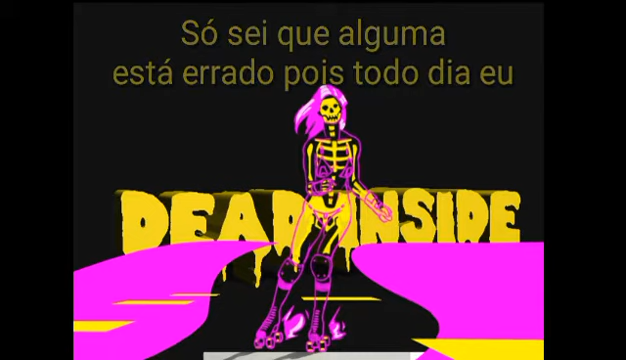 Só sei que alguma
está errado pois todo dia eu
DEAD INSIDE